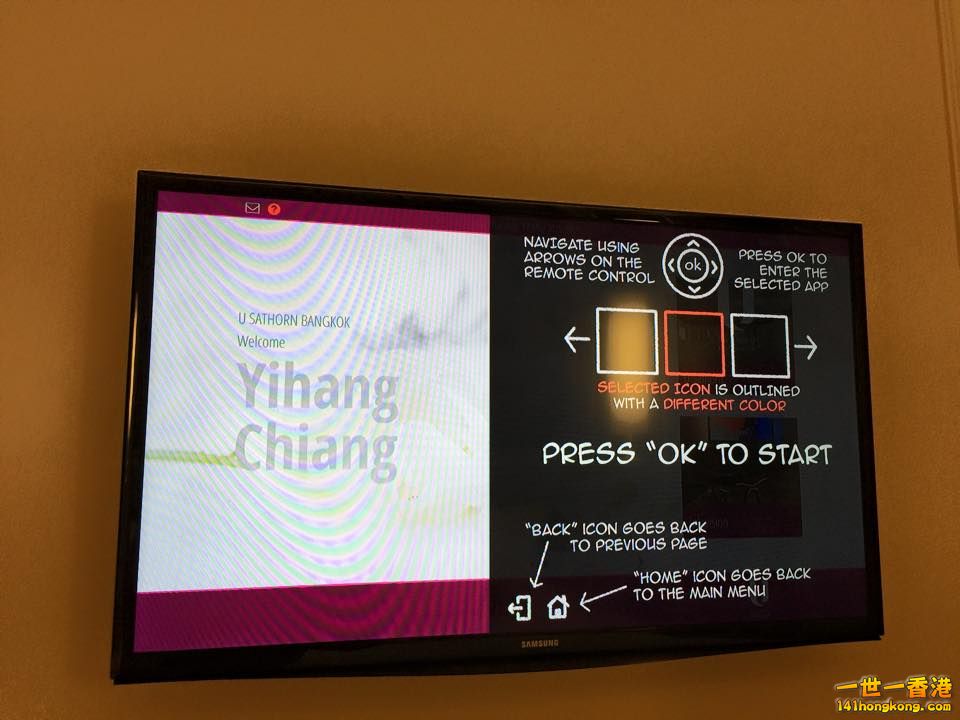 U SATHORN BANGKOK
Welcome
Yihang
Chiang
NAVIGATE USING
ARROWS ON THE
REMOTE CONTROL
ok
PRESS OK TO
ENTER THE
SELECTED APP
SELECTED ICON IS OUTLINED
WITH A DIFFERENT COLOR
PRESS "OK" TO START
"BACK" ICON GOES BACK
TO PREVIOUS PAGE
"HOME" ICON GOES BACK
TO THE MAIN MENU
SAMSUNG
一世一香港
141hongkong.com